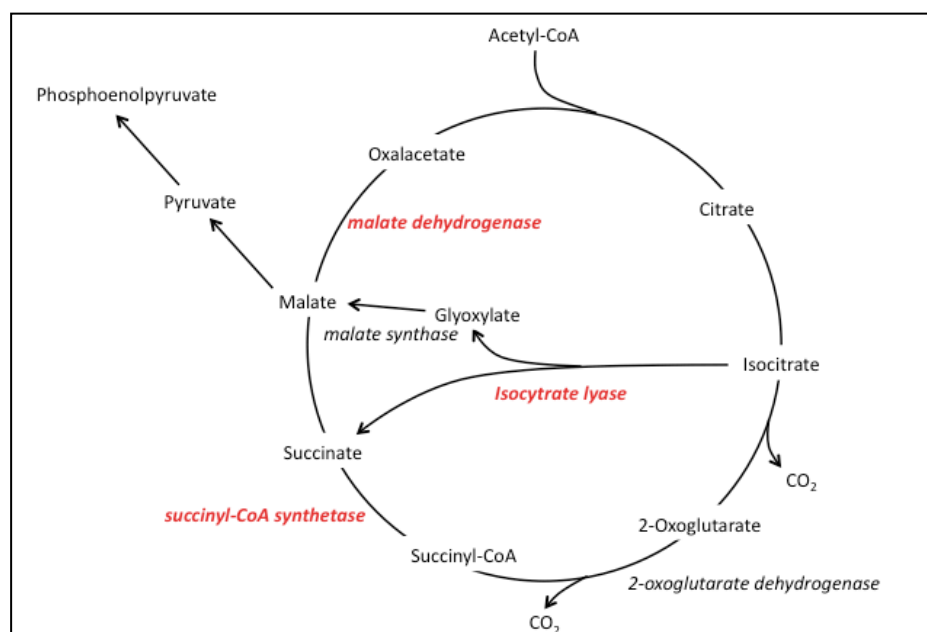 Acetyl-CoA
Phosphoenolpyruvate
Oxalacetate
Pyruvate
Citrate
malate dehydrogenase
Malate
Glyoxylate
malate synthase
Isocitrate
Isocytrate lyase
Succinate
CO₂
succinyl-CoA synthetase
2-Oxoglutarate
Succinyl-CoA
2-oxoglutarate dehydrogenase
CO₂